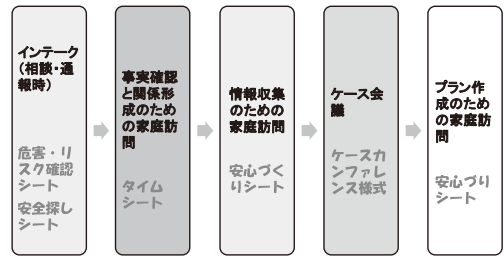 インテーク
(相談・通
報時)
危害・リ
スク確認
シート
安全探し
シート
事実確認
と関係形
成のため
の家庭訪
問
タイム
シート
情報収集
のための
家庭訪問
安心づく
りシート
ケース会
議
ケースカ
ンファレ
ンス様式
プラン作
成のため
の家庭訪
問
安心づり
シート